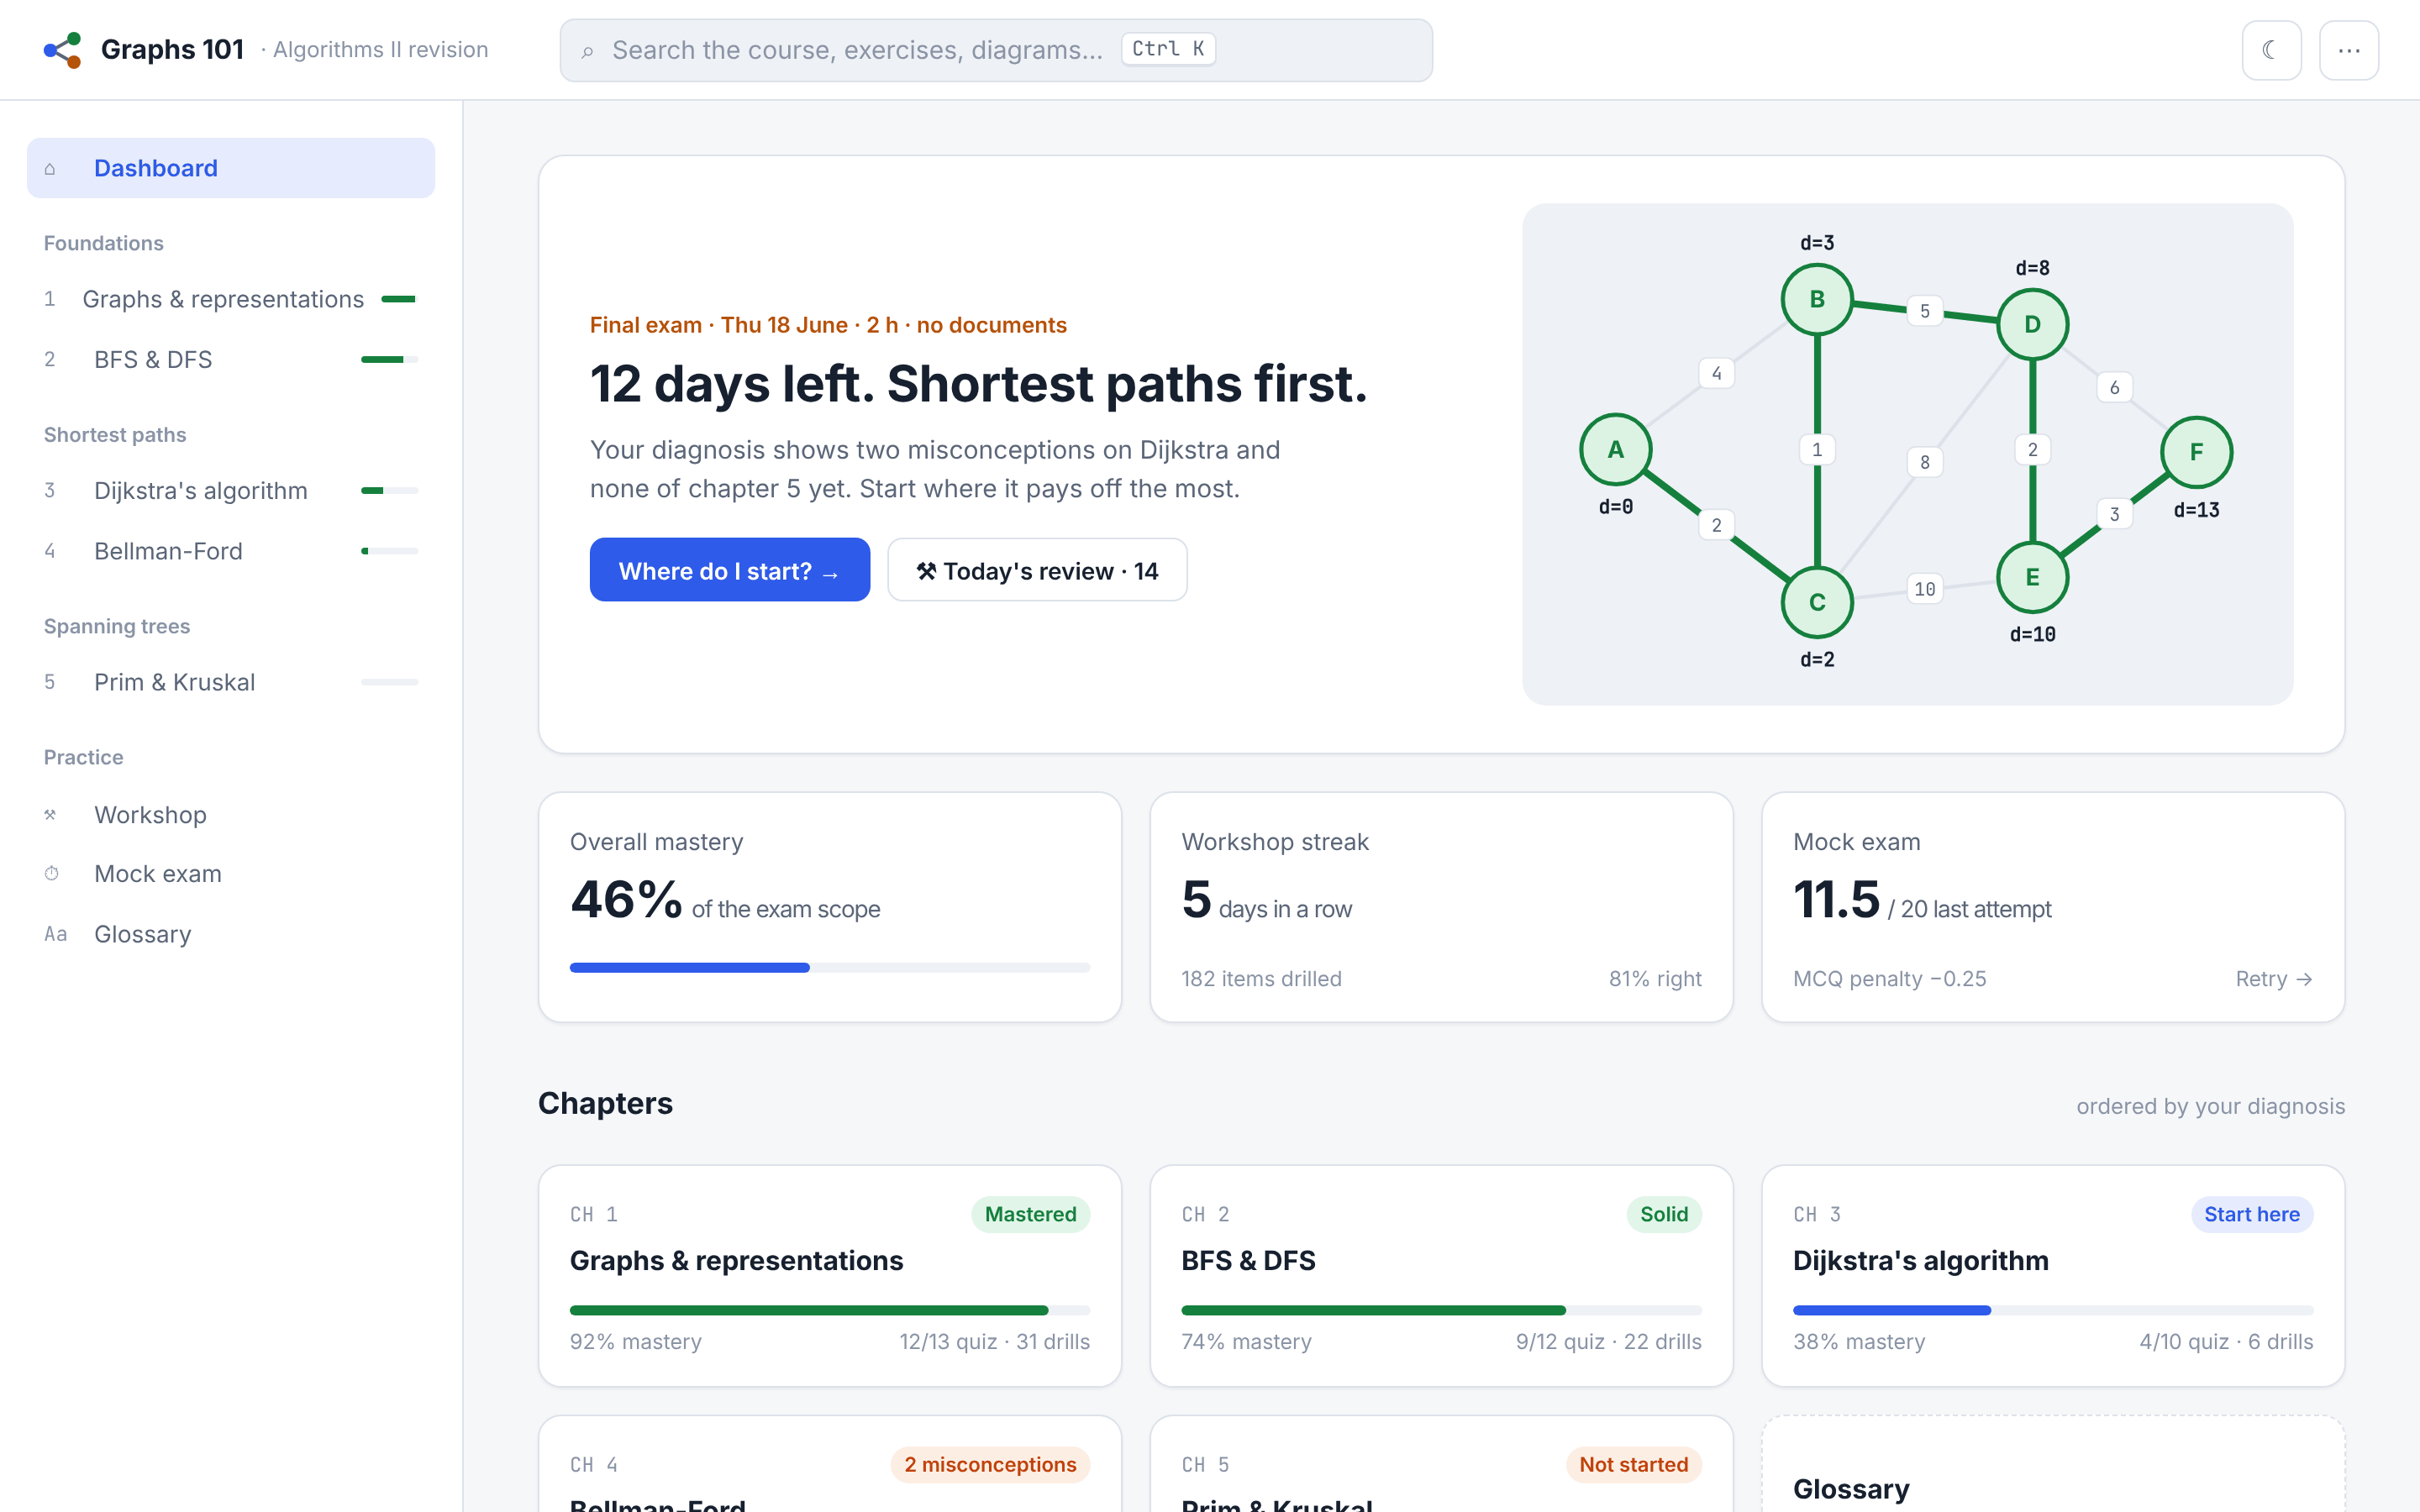 Graphs 101 · Algorithms II revision
Search the course, exercises, diagrams... Ctrl K
Dashboard
Foundations
1 Graphs & representations
2 BFS & DFS
Shortest paths
3 Dijkstra's algorithm
4 Bellman-Ford
Spanning trees
5 Prim & Kruskal
Practice
Workshop
Mock exam
Aa Glossary
Final exam · Thu 18 June · 2 h · no documents
12 days left. Shortest paths first.
Your diagnosis shows two misconceptions on Dijkstra and
none of chapter 5 yet. Start where it pays off the most.
Where do I start? →
⚒ Today's review · 14
d=3
d=8
B
5
D
4
6
A
1
8
2
F
d=0
2
3
d=13
C
10
E
d=10
d=2
Overall mastery
46% of the exam scope
Workshop streak
5 days in a row
182 items drilled 81% right
Mock exam
11.5 / 20 last attempt
MCQ penalty −0.25 Retry →
Chapters
ordered by your diagnosis
CH 1 Mastered
Graphs & representations
92% mastery 12/13 quiz · 31 drills
CH 2 Solid
BFS & DFS
74% mastery 9/12 quiz · 22 drills
CH 3 Start here
Dijkstra's algorithm
38% mastery 4/10 quiz · 6 drills
CH 4 2 misconceptions
Bellman-Ford
CH 5 Not started
Prim & Kruskal
Glossary